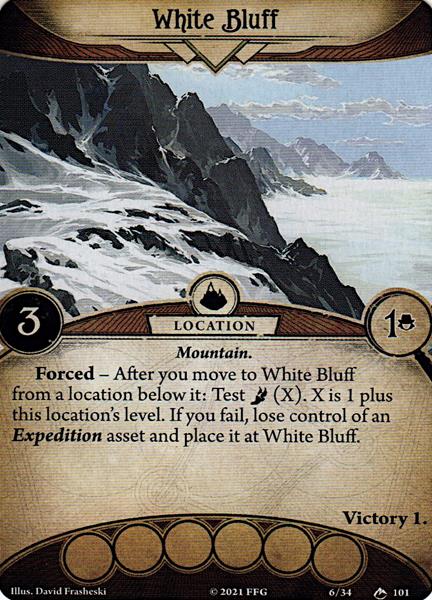 White Bluff
3
LOCATION
1
Mountain.
Forced – After you move to White Bluff
from a location below it: Test (X). X is 1 plus
this location's level. If you fail, lose control of an
Expedition asset and place it at White Bluff.
Victory 1.
Illus. David Frasheski © 2021 FFG 6/34 101